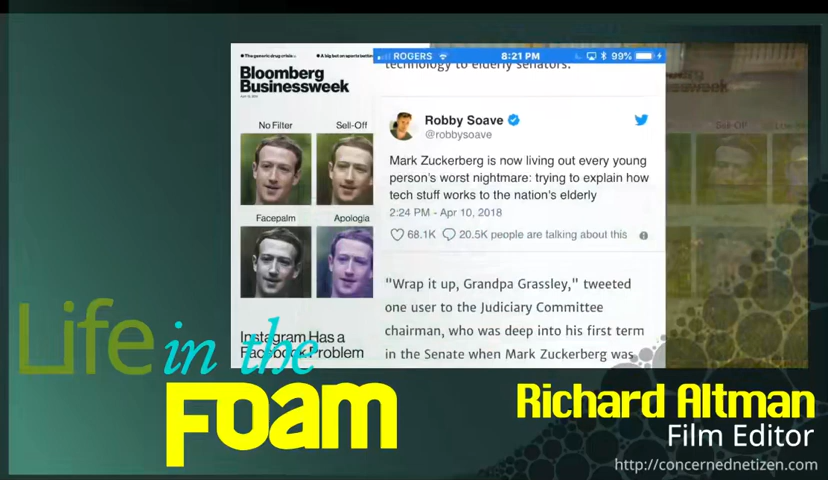 The generic drug crisis
A big bet on sports betting
ROGERS
8:21 PM
99%
Bloomberg
Businessweek
technology to elderly senators.
Robby Soave
@robbysoave
No Filter
Sell-Off
Mark Zuckerberg is now living out every young
person's worst nightmare: trying to explain how
tech stuff works to the nation's elderly
2:24 PM - Apr 10, 2018
Facepalm
Apologia
68.1K
20.5K people are talking about this
"Wrap it up, Grandpa Grassley," tweeted
one user to the Judiciary Committee
chairman, who was deep into his first term
in the Senate when Mark Zuckerberg was
Instagram Has a
Facebook Problem
Life in the
Foam
Richard Altman
Film Editor
http://concernednetizen.com